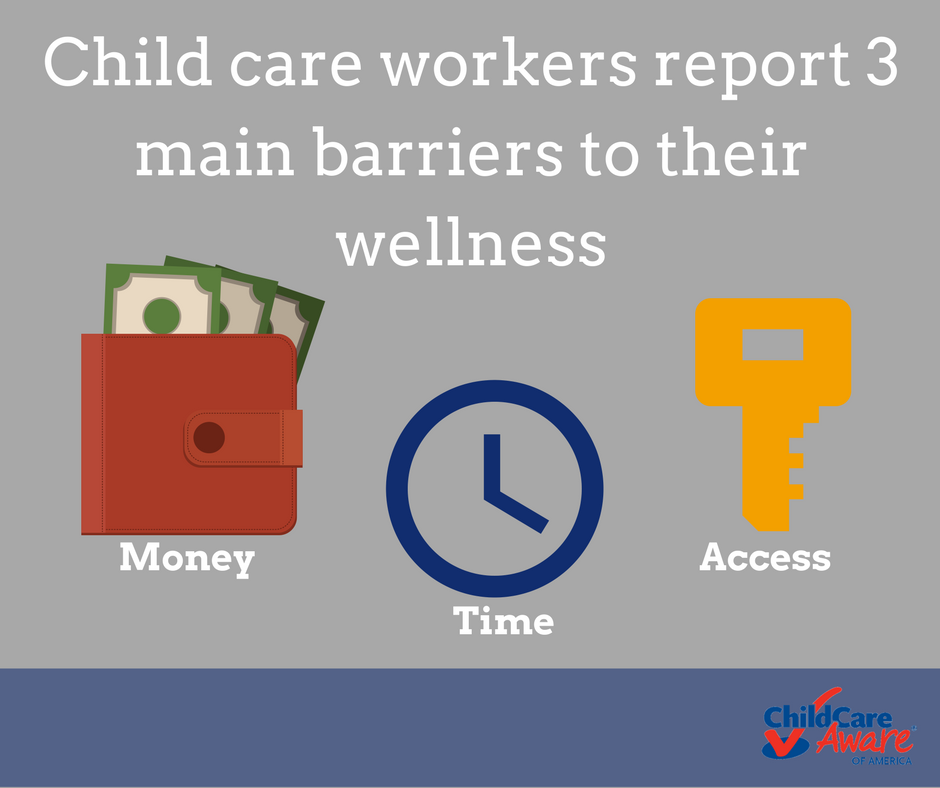 Child care workers report 3
main barriers to their
wellness
Money
Time
Access
ChildCare
Aware
OF AMERICA